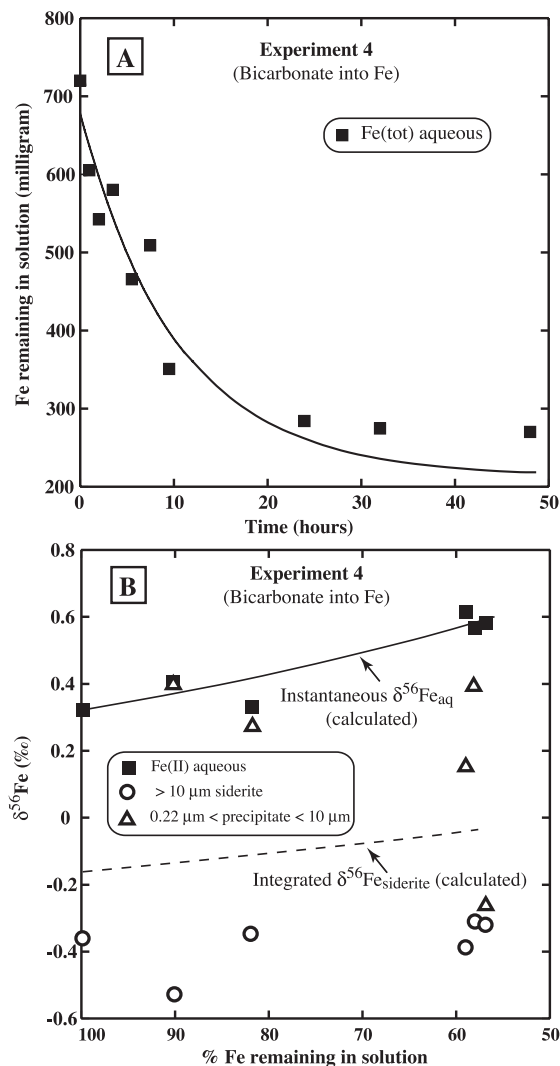 800
700
600
500
400
300
200
Fe remaining in solution (milligram)
A
Experiment 4
(Bicarbonate into Fe)
Fe(tot) aqueous
0
10
20
30
40
50
Time (hours)
0.8
0.6
0.4
0.2
0
-0.2
-0.4
-0.6
δ⁵⁶Fe (‰)
B
Experiment 4
(Bicarbonate into Fe)
Instantaneous δ⁵⁶Fe_aq
(calculated)
Fe(II) aqueous
> 10 μm siderite
0.22 μm < precipitate < 10 μm
Integrated δ⁵⁶Fe_siderite (calculated)
100
90
80
70
60
50
% Fe remaining in solution